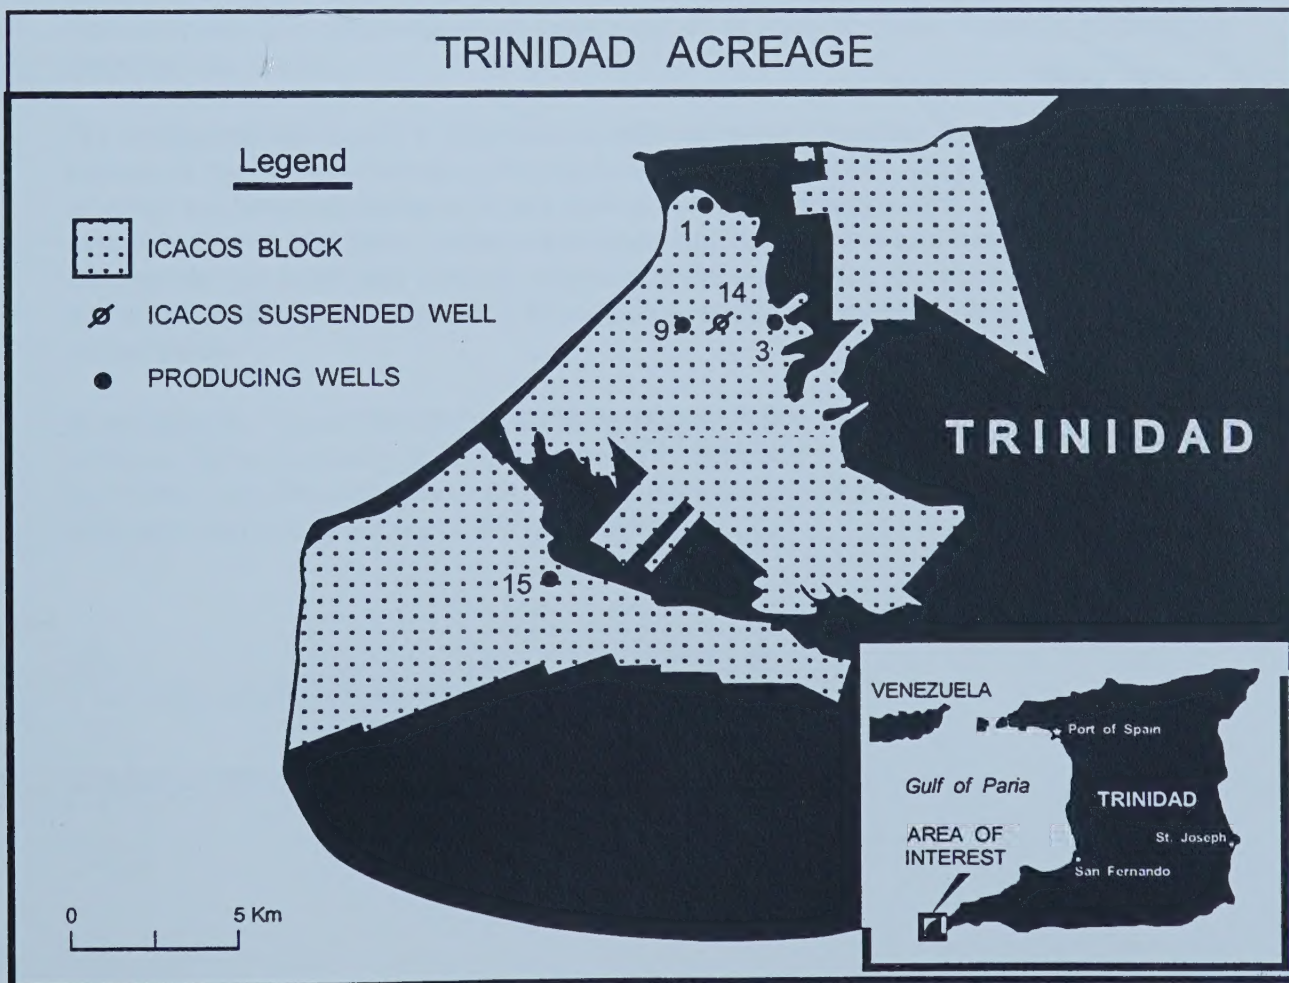 TRINIDAD ACREAGE
Legend
ICACOS BLOCK
ICACOS SUSPENDED WELL
PRODUCING WELLS
1
14
9
3
15
TRINIDAD
0 5 Km
VENEZUELA
Port of Spain
Gulf of Paria
TRINIDAD
AREA OF
INTEREST
St. Joseph
San Fernando